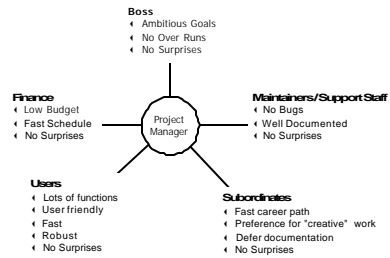 Boss
Ambitious Goals
No Over Runs
No Surprises
Finance
Low Budget
Fast Schedule
No Surprises
Project
Manager
Maintainers/Support Staff
No Bugs
Well Documented
No Surprises
Users
Lots of functions
User friendly
Fast
Robust
No Surprises
Subordinates
Fast career path
Preference for "creative" work
Defer documentation
No Surprises